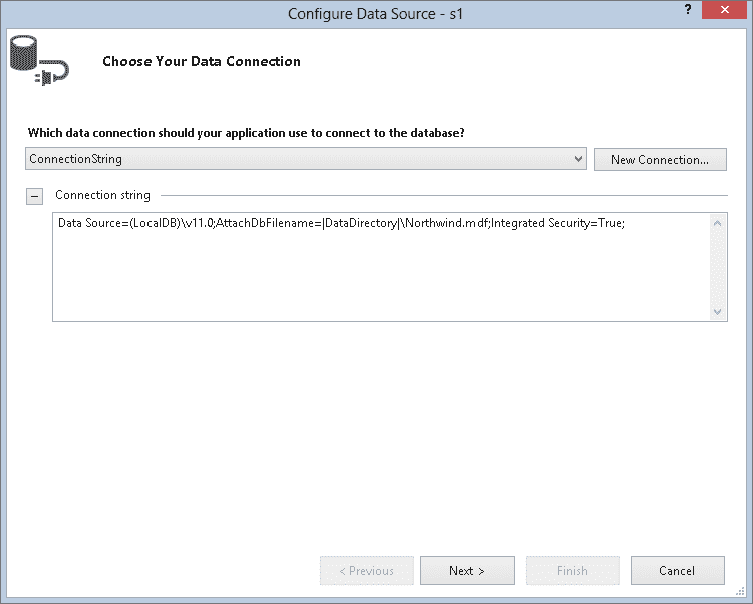 Configure Data Source - s1
?
Choose Your Data Connection
Which data connection should your application use to connect to the database?
ConnectionString
New Connection...
Connection string
Data Source=(LocalDB)\v11.0;AttachDbFilename=|DataDirectory|\Northwind.mdf;Integrated Security=True;
< Previous
Next >
Finish
Cancel